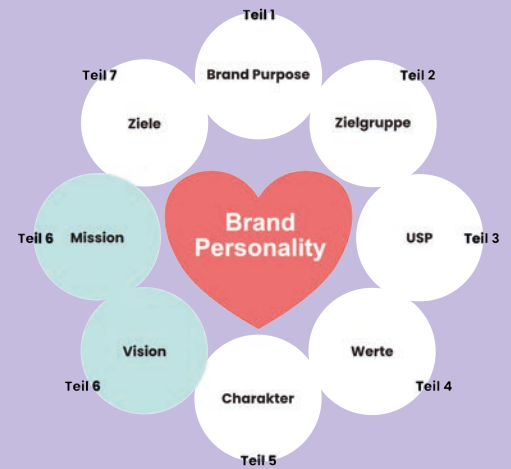 Teil 1
Brand Purpose
Teil 2
Zielgruppe
Teil 3
USP
Teil 4
Werte
Teil 5
Charakter
Teil 6
Vision
Teil 6
Mission
Teil 7
Ziele
Brand
Personality